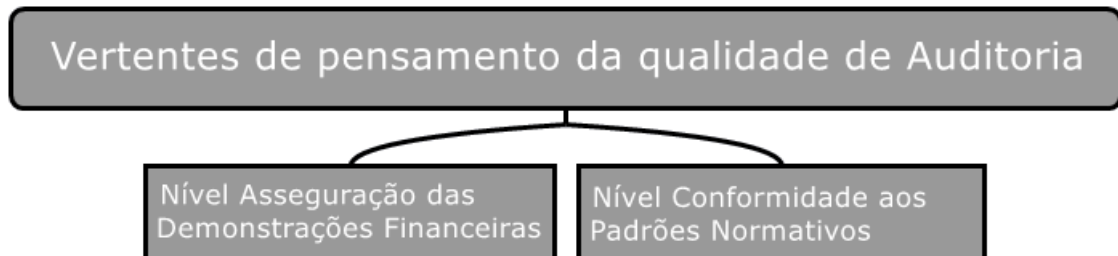 Vertentes de pensamento da qualidade de Auditoria
Nível Asseguração das
Demonstrações Financeiras
Nível Conformidade aos
Padrões Normativos